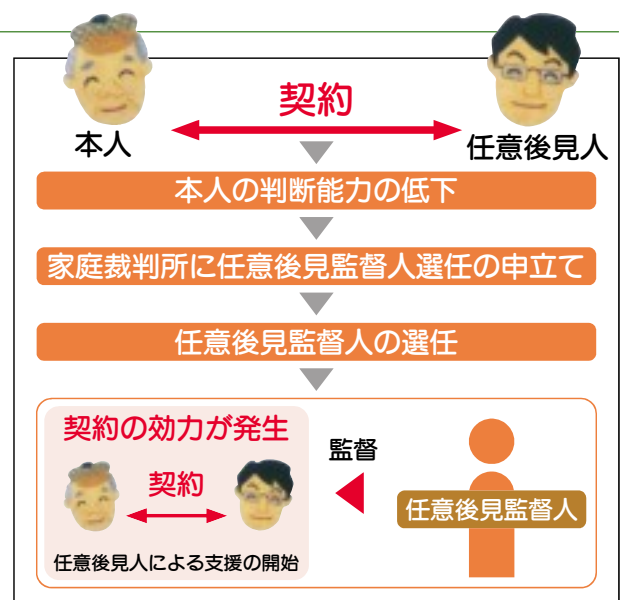 契約
本人
任意後見人
本人の判断能力の低下
家庭裁判所に任意後見監督人選任の申立て
任意後見監督人の選任
契約の効力が発生
契約
任意後見人による支援の開始
監督
任意後見監督人